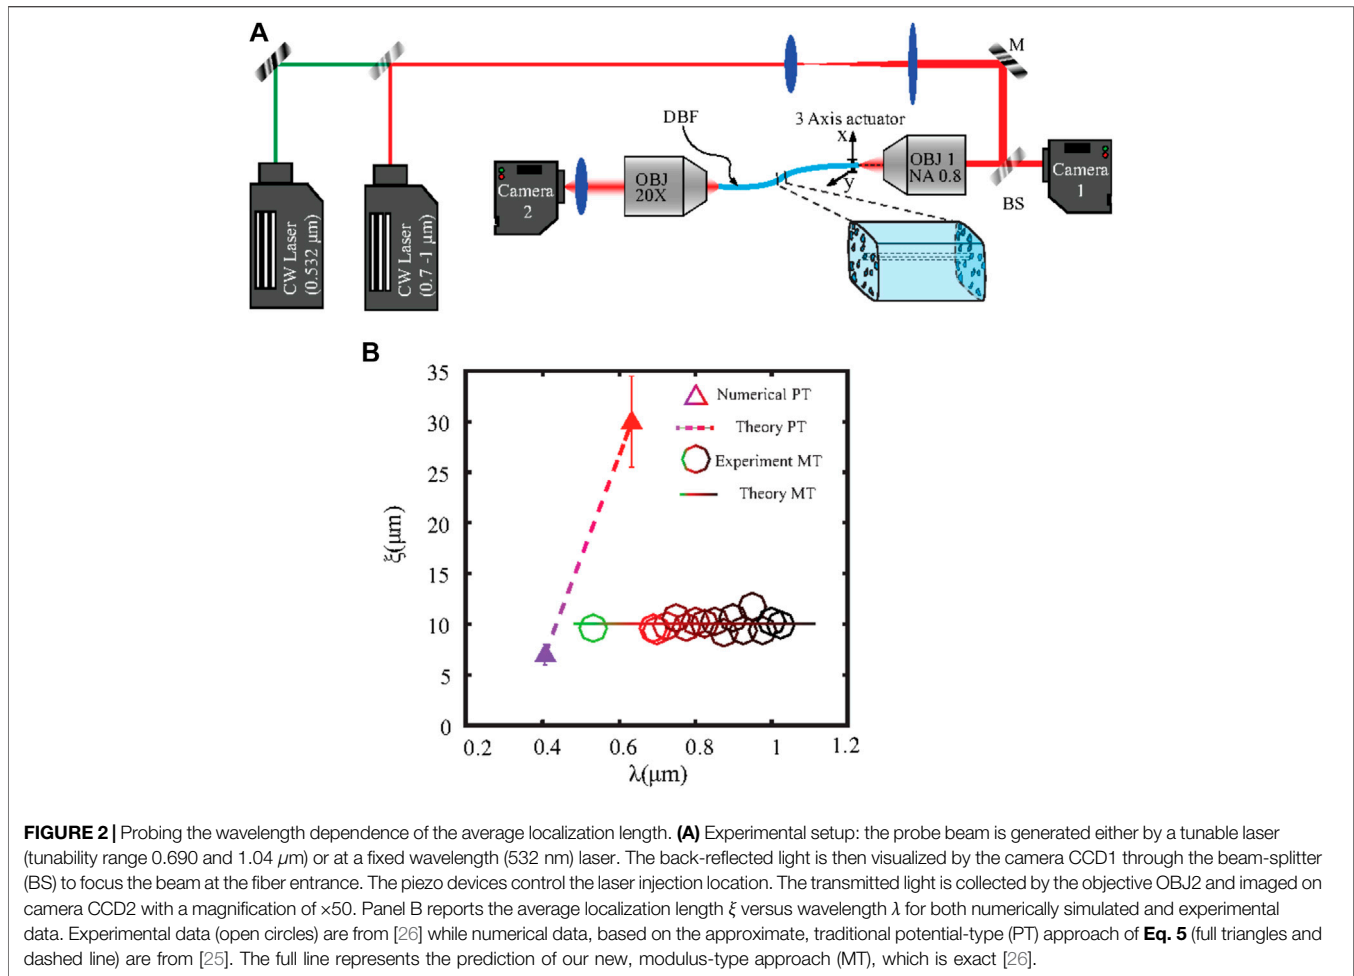 A
M
DBF
3 Axis actuator
x
y
OBJ 1
NA 0.8
Camera
1
BS
Camera
2
OBJ
20X
CW Laser
(0.532 μm)
CW Laser
(0.7 -1 μm)
B
35
30
25
20
15
10
5
0
ξ(μm)
Numerical PT
Theory PT
Experiment MT
Theory MT
0.2
0.4
0.6
0.8
1
1.2
λ(μm)
FIGURE 2 | Probing the wavelength dependence of the average localization length. (A) Experimental setup: the probe beam is generated either by a tunable laser
(tunability range 0.690 and 1.04 μm) or at a fixed wavelength (532 nm) laser. The back-reflected light is then visualized by the camera CCD1 through the beam-splitter
(BS) to focus the beam at the fiber entrance. The piezo devices control the laser injection location. The transmitted light is collected by the objective OBJ2 and imaged on
camera CCD2 with a magnification of ×50. Panel B reports the average localization length ξ versus wavelength λ for both numerically simulated and experimental
data. Experimental data (open circles) are from [26] while numerical data, based on the approximate, traditional potential-type (PT) approach of Eq. 5 (full triangles and
dashed line) are from [25]. The full line represents the prediction of our new, modulus-type approach (MT), which is exact [26].